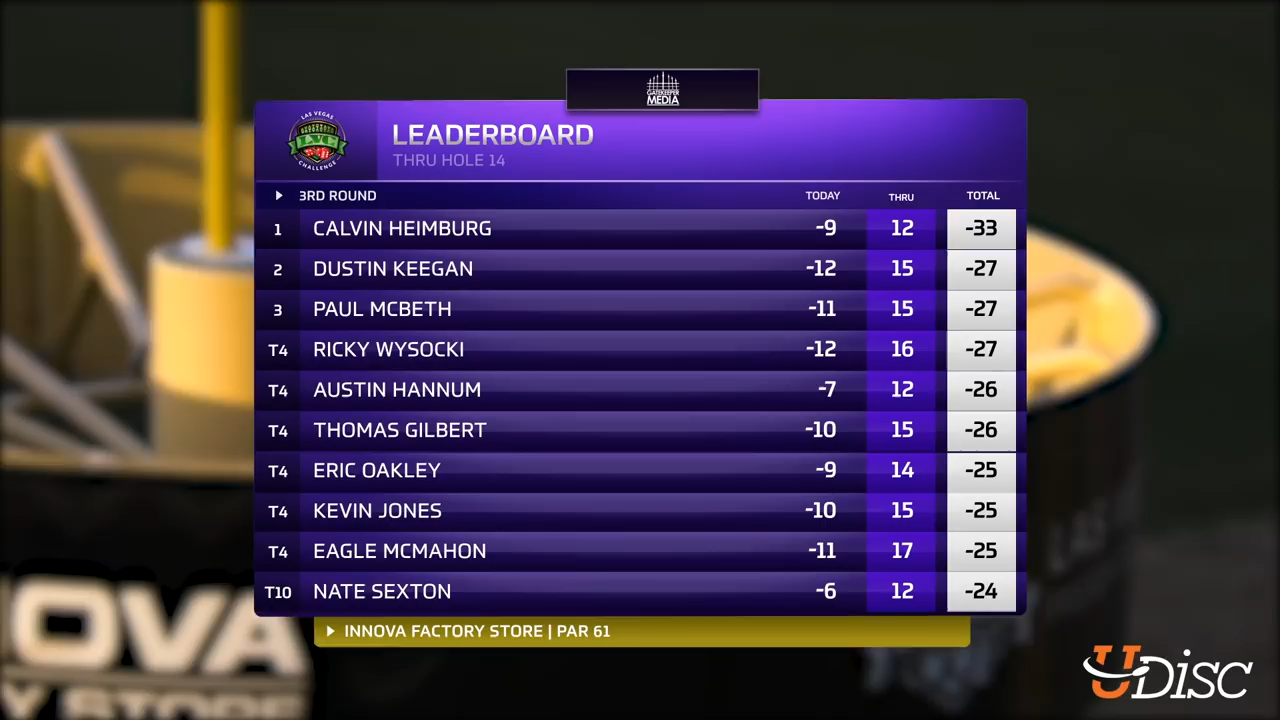 GATEKEEPER
MEDIA
LAS VEGAS
LVC
CHALLENGE
LEADERBOARD
THRU HOLE 14
3RD ROUND TODAY THRU TOTAL
1 CALVIN HEIMBURG -9 12 -33
2 DUSTIN KEEGAN -12 15 -27
3 PAUL MCBETH -11 15 -27
T4 RICKY WYSOCKI -12 16 -27
T4 AUSTIN HANNUM -7 12 -26
T4 THOMAS GILBERT -10 15 -26
T4 ERIC OAKLEY -9 14 -25
T4 KEVIN JONES -10 15 -25
T4 EAGLE MCMAHON -11 17 -25
T10 NATE SEXTON -6 12 -24
INNOVA FACTORY STORE | PAR 61
OVA
Y STORE
LAS
UDisc